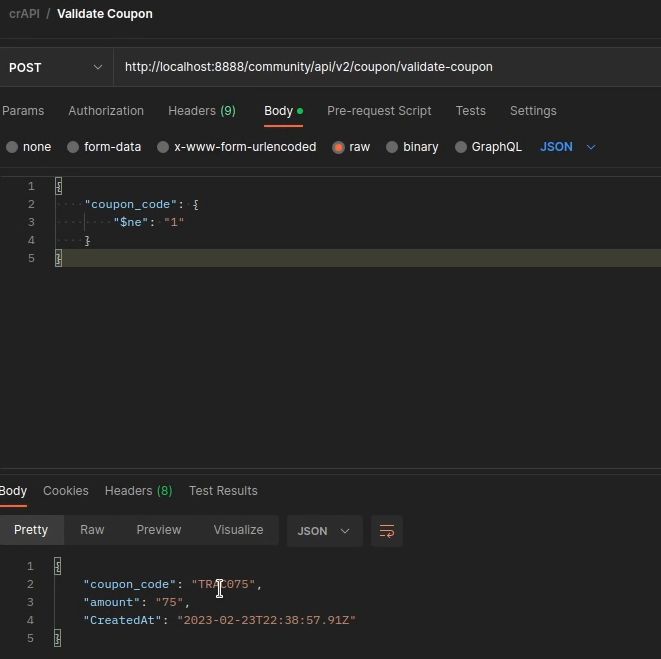 crAPI / Validate Coupon
POST http://localhost:8888/community/api/v2/coupon/validate-coupon
Params Authorization Headers (9) Body Pre-request Script Tests Settings
none form-data x-www-form-urlencoded raw binary GraphQL JSON
1 {
2 "coupon_code": {
3 "$ne": "1"
4 }
5 }
Body Cookies Headers (8) Test Results
Pretty Raw Preview Visualize JSON
1 {
2 "coupon_code": "TRAC075",
3 "amount": "75",
4 "CreatedAt": "2023-02-23T22:38:57.91Z"
5 }